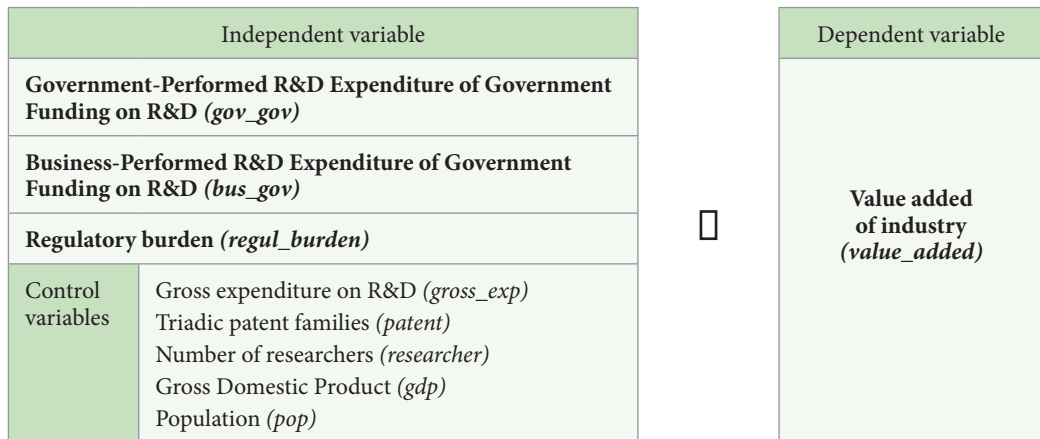 Independent variable
Government-Performed R&D Expenditure of Government
Funding on R&D (gov_gov)
Business-Performed R&D Expenditure of Government
Funding on R&D (bus_gov)
Regulatory burden (regul_burden)
Control
variables
Gross expenditure on R&D (gross_exp)
Triadic patent families (patent)
Number of researchers (researcher)
Gross Domestic Product (gdp)
Population (pop)
Dependent variable
Value added
of industry
(value_added)